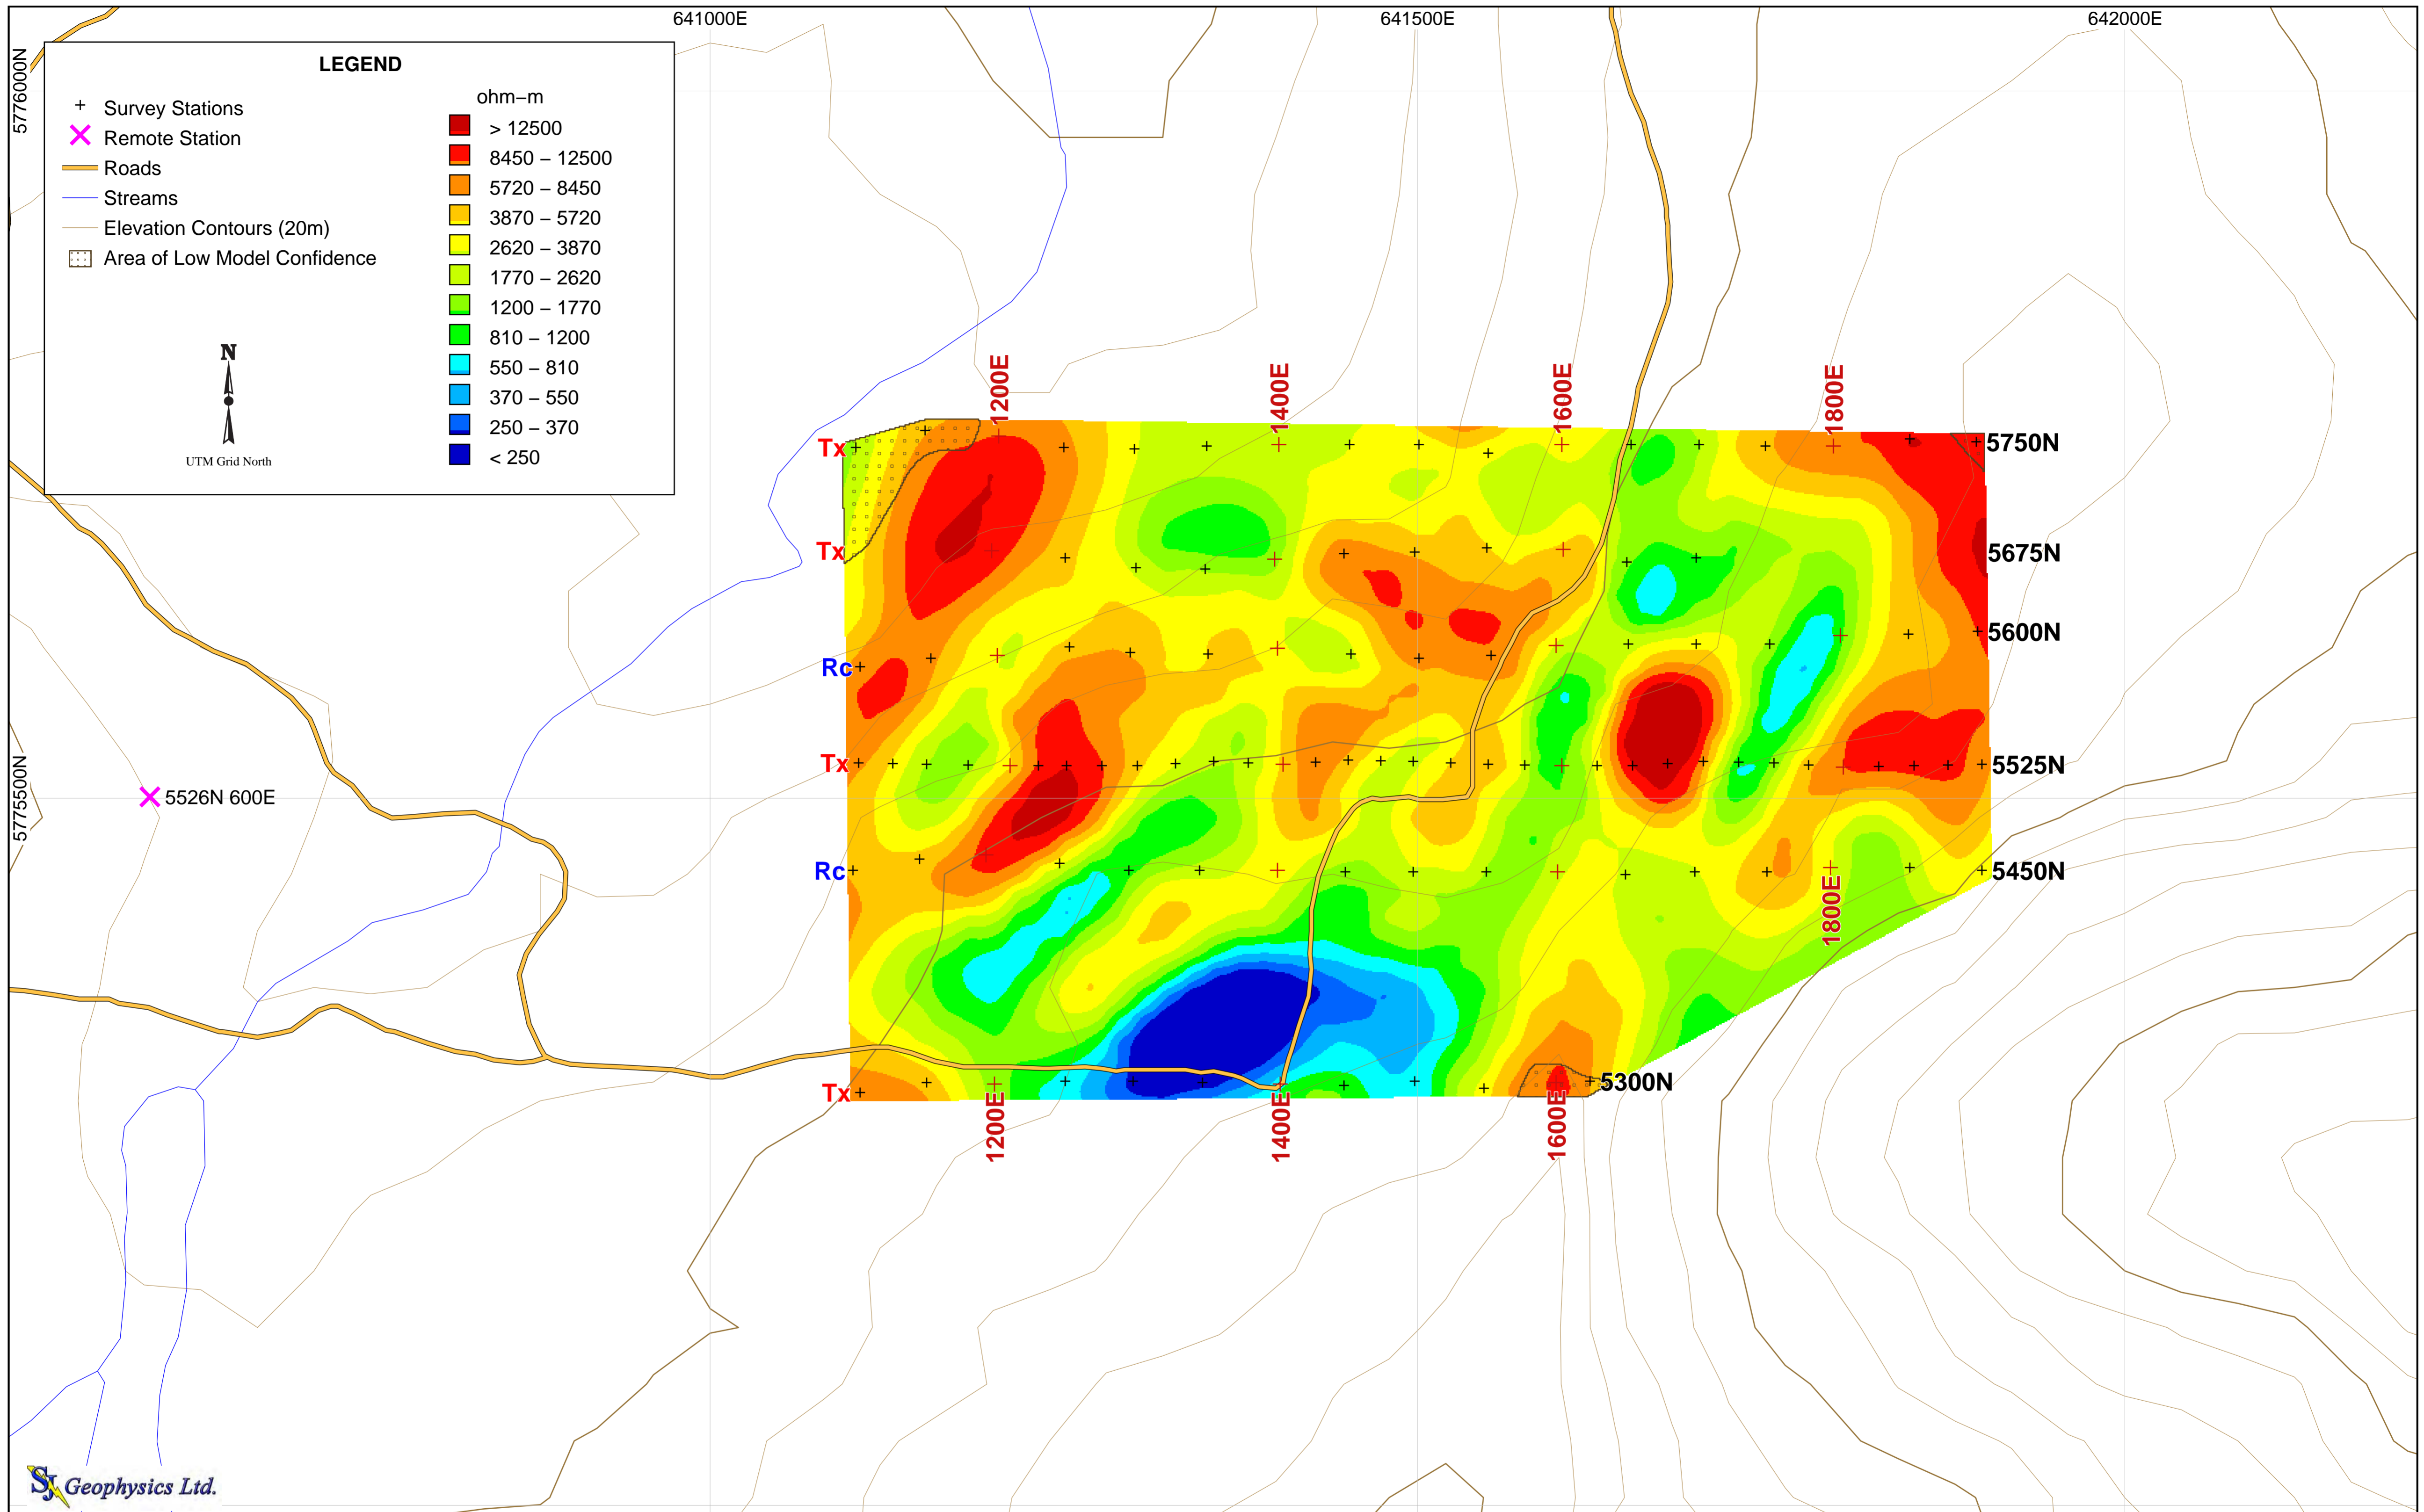 641000E
641500E
642000E
5776000N
LEGEND
Survey Stations
Remote Station
Roads
Streams
Elevation Contours (20m)
Area of Low Model Confidence
ohm–m
> 12500
8450 – 12500
5720 – 8450
3870 – 5720
2620 – 3870
1770 – 2620
1200 – 1770
810 – 1200
550 – 810
370 – 550
250 – 370
< 250
N
UTM Grid North
1200E
1400E
1600E
1800E
Tx
5750N
Tx
5675N
Rc
5600N
Tx
5525N
5775500N
5526N 600E
Rc
5450N
1800E
Tx
5300N
1200E
1400E
1600E
SJ Geophysics Ltd.